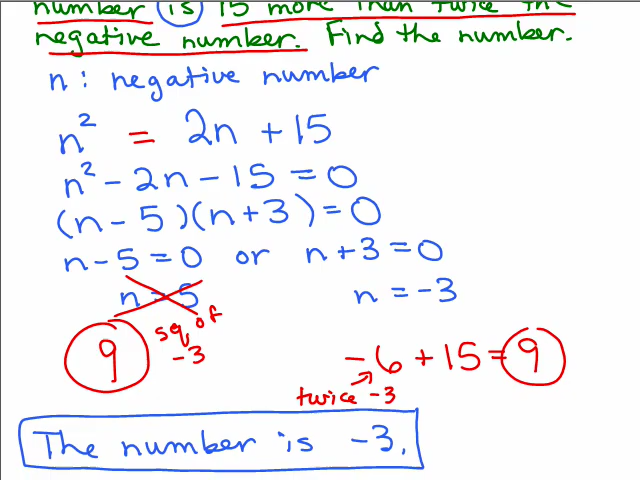 number is 15 more than twice the
negative number. Find the number.
n: negative number
n² = 2n + 15
n² - 2n - 15 = 0
(n - 5)(n + 3) = 0
n - 5 = 0 or n + 3 = 0
n = 5 n = -3
9 sq. of -3
-6 + 15 = 9
twice -3
The number is -3.